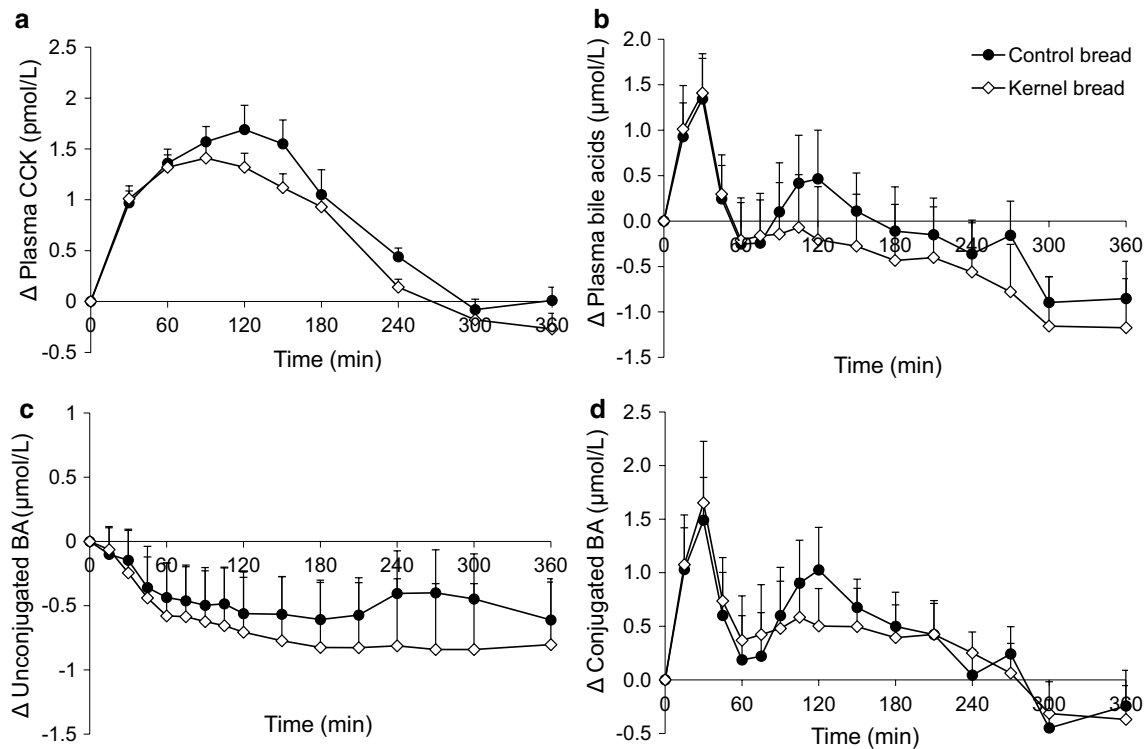 a
Δ Plasma CCK (pmol/L)
2.5
2
1.5
1
0.5
0
-0.5
0 60 120 180 240 300 360
Time (min)
b
Δ Plasma bile acids (μmol/L)
2.0
1.5
1.0
0.5
0.0
-0.5
-1.0
-1.5
0 60 120 180 240 300 360
Time (min)
Control bread
Kernel bread
c
Δ Unconjugated BA(μmol/L)
1
0.5
0
-0.5
-1
-1.5
0 60 120 180 240 300 360
Time (min)
d
Δ Conjugated BA (μmol/L)
2.5
2.0
1.5
1.0
0.5
0.0
-0.5
0 60 120 180 240 300 360
Time (min)